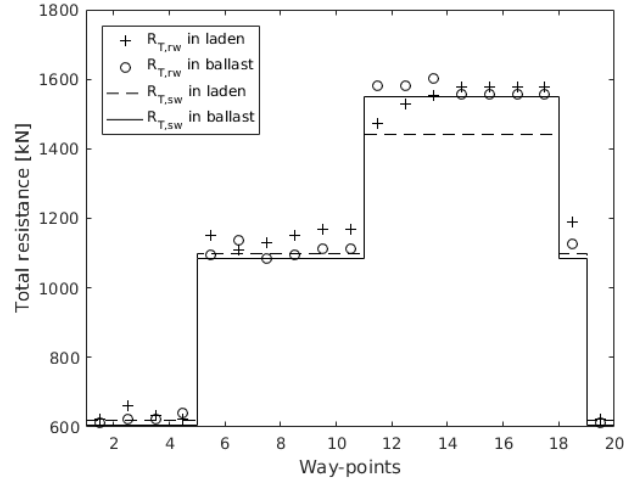 1800
1600
1400
1200
1000
800
600
Total resistance [kN]
R_T,rw in laden
R_T,rw in ballast
R_T,sw in laden
R_T,sw in ballast
2 4 6 8 10 12 14 16 18 20
Way-points